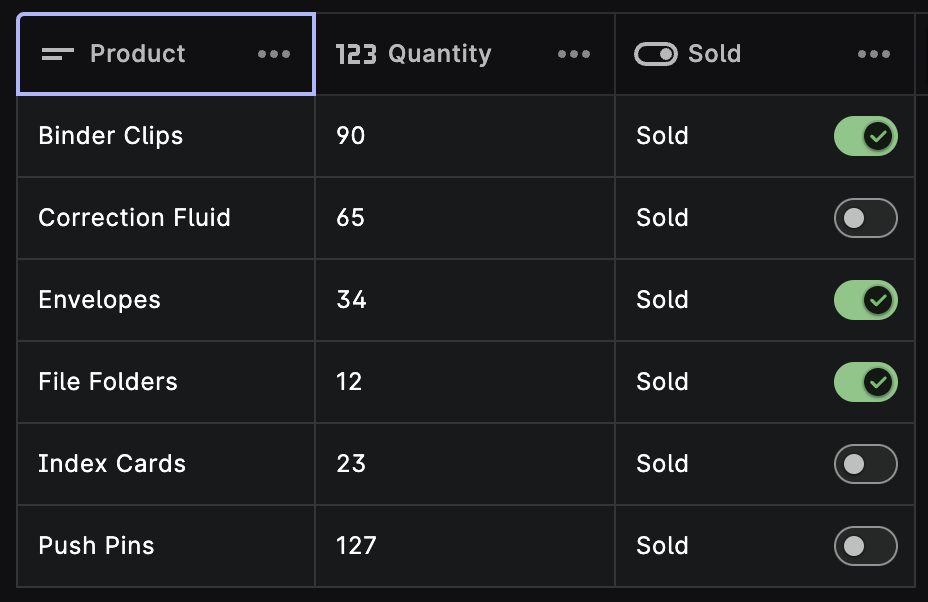 Product 123 Quantity Sold
Binder Clips 90 Sold
Correction Fluid 65 Sold
Envelopes 34 Sold
File Folders 12 Sold
Index Cards 23 Sold
Push Pins 127 Sold